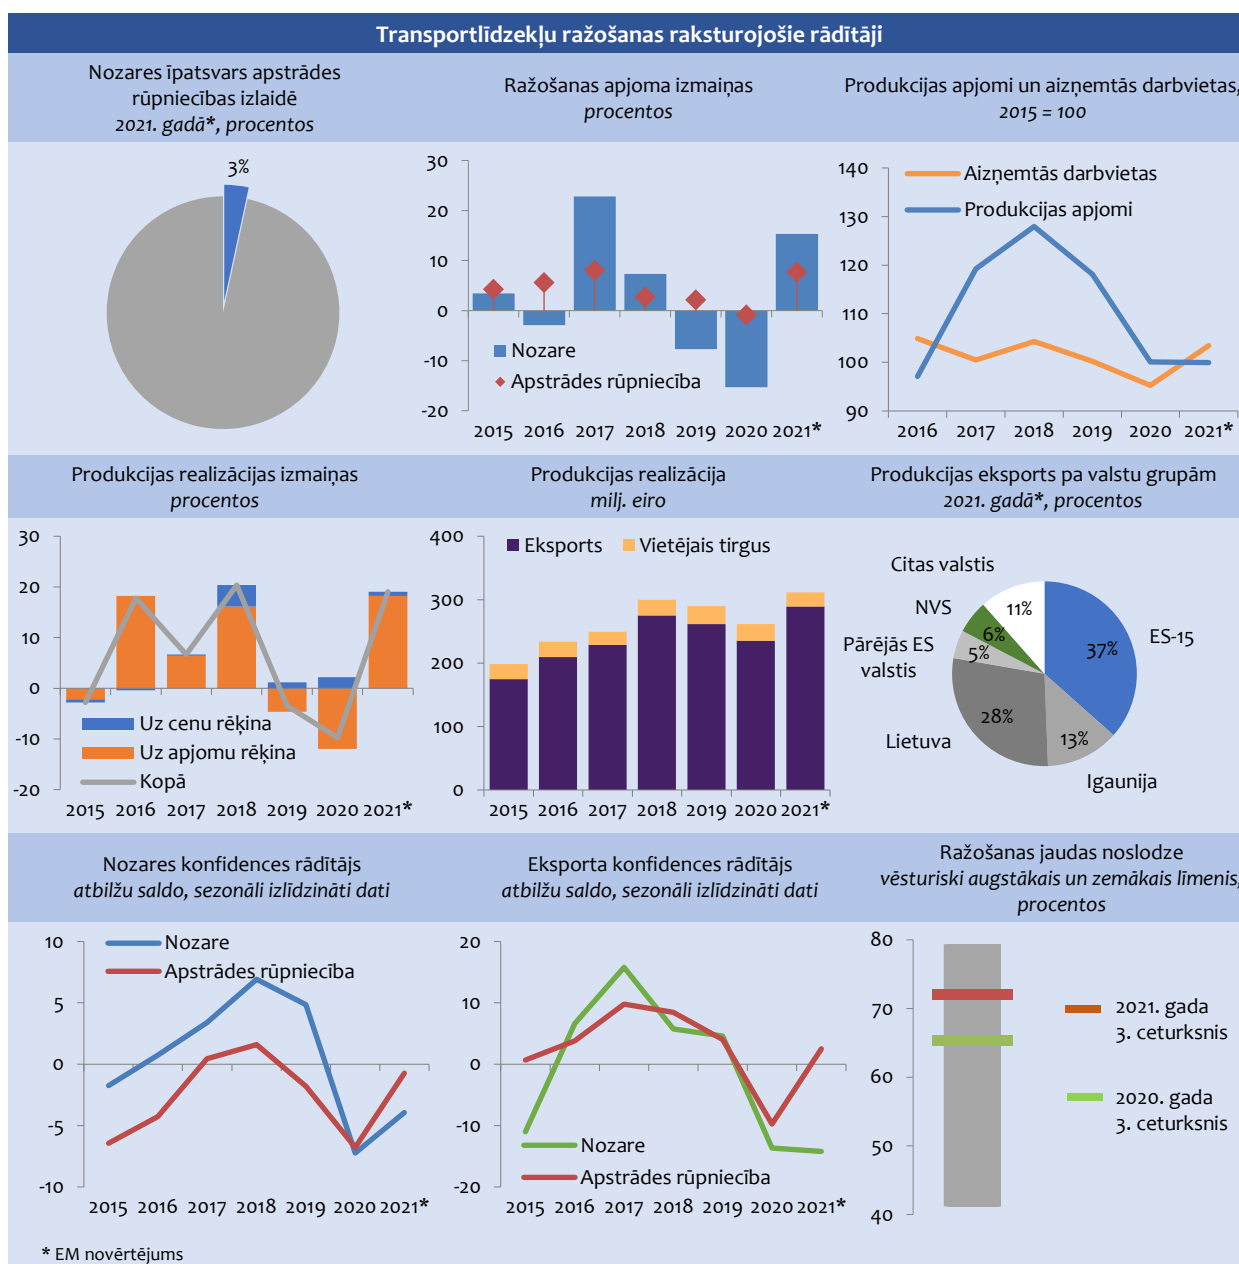 Transportlīdzekļu ražošanas raksturojošie rādītāji
Nozares īpatsvars apstrādes
rūpniecības izlaidē
2021. gadā*, procentos
3%
Ražošanas apjoma izmaiņas
procentos
30
20
10
0
-10
-20
Nozare
Apstrādes rūpniecība
2015 2016 2017 2018 2019 2020 2021*
Produkcijas apjomi un aizņemtās darbvietas,
2015 = 100
140
130
120
110
100
90
Aizņemtās darbvietas
Produkcijas apjomi
2016 2017 2018 2019 2020 2021*
Produkcijas realizācijas izmaiņas
procentos
30
20
10
0
-10
-20
Uz cenu rēķina
Uz apjomu rēķina
Kopā
2015 2016 2017 2018 2019 2020 2021*
Produkcijas realizācija
milj. eiro
400
300
200
100
0
Eksports
Vietējais tirgus
2015 2016 2017 2018 2019 2020 2021*
Produkcijas eksports pa valstu grupām
2021. gadā*, procentos
Citas valstis
11%
NVS
6%
Pārējās ES
valstis
5%
ES-15
37%
Lietuva
28%
13%
Igaunija
Nozares konfidences rādītājs
atbilžu saldo, sezonāli izlīdzināti dati
10
5
0
-5
-10
Nozare
Apstrādes rūpniecība
2015 2016 2017 2018 2019 2020 2021*
Eksporta konfidences rādītājs
atbilžu saldo, sezonāli izlīdzināti dati
20
10
0
-10
-20
Nozare
Apstrādes rūpniecība
2015 2016 2017 2018 2019 2020 2021*
Ražošanas jaudas noslodze
vēsturiski augstākais un zemākais līmenis,
procentos
80
70
60
50
40
2021. gada
3. ceturksnis
2020. gada
3. ceturksnis
* EM novērtējums